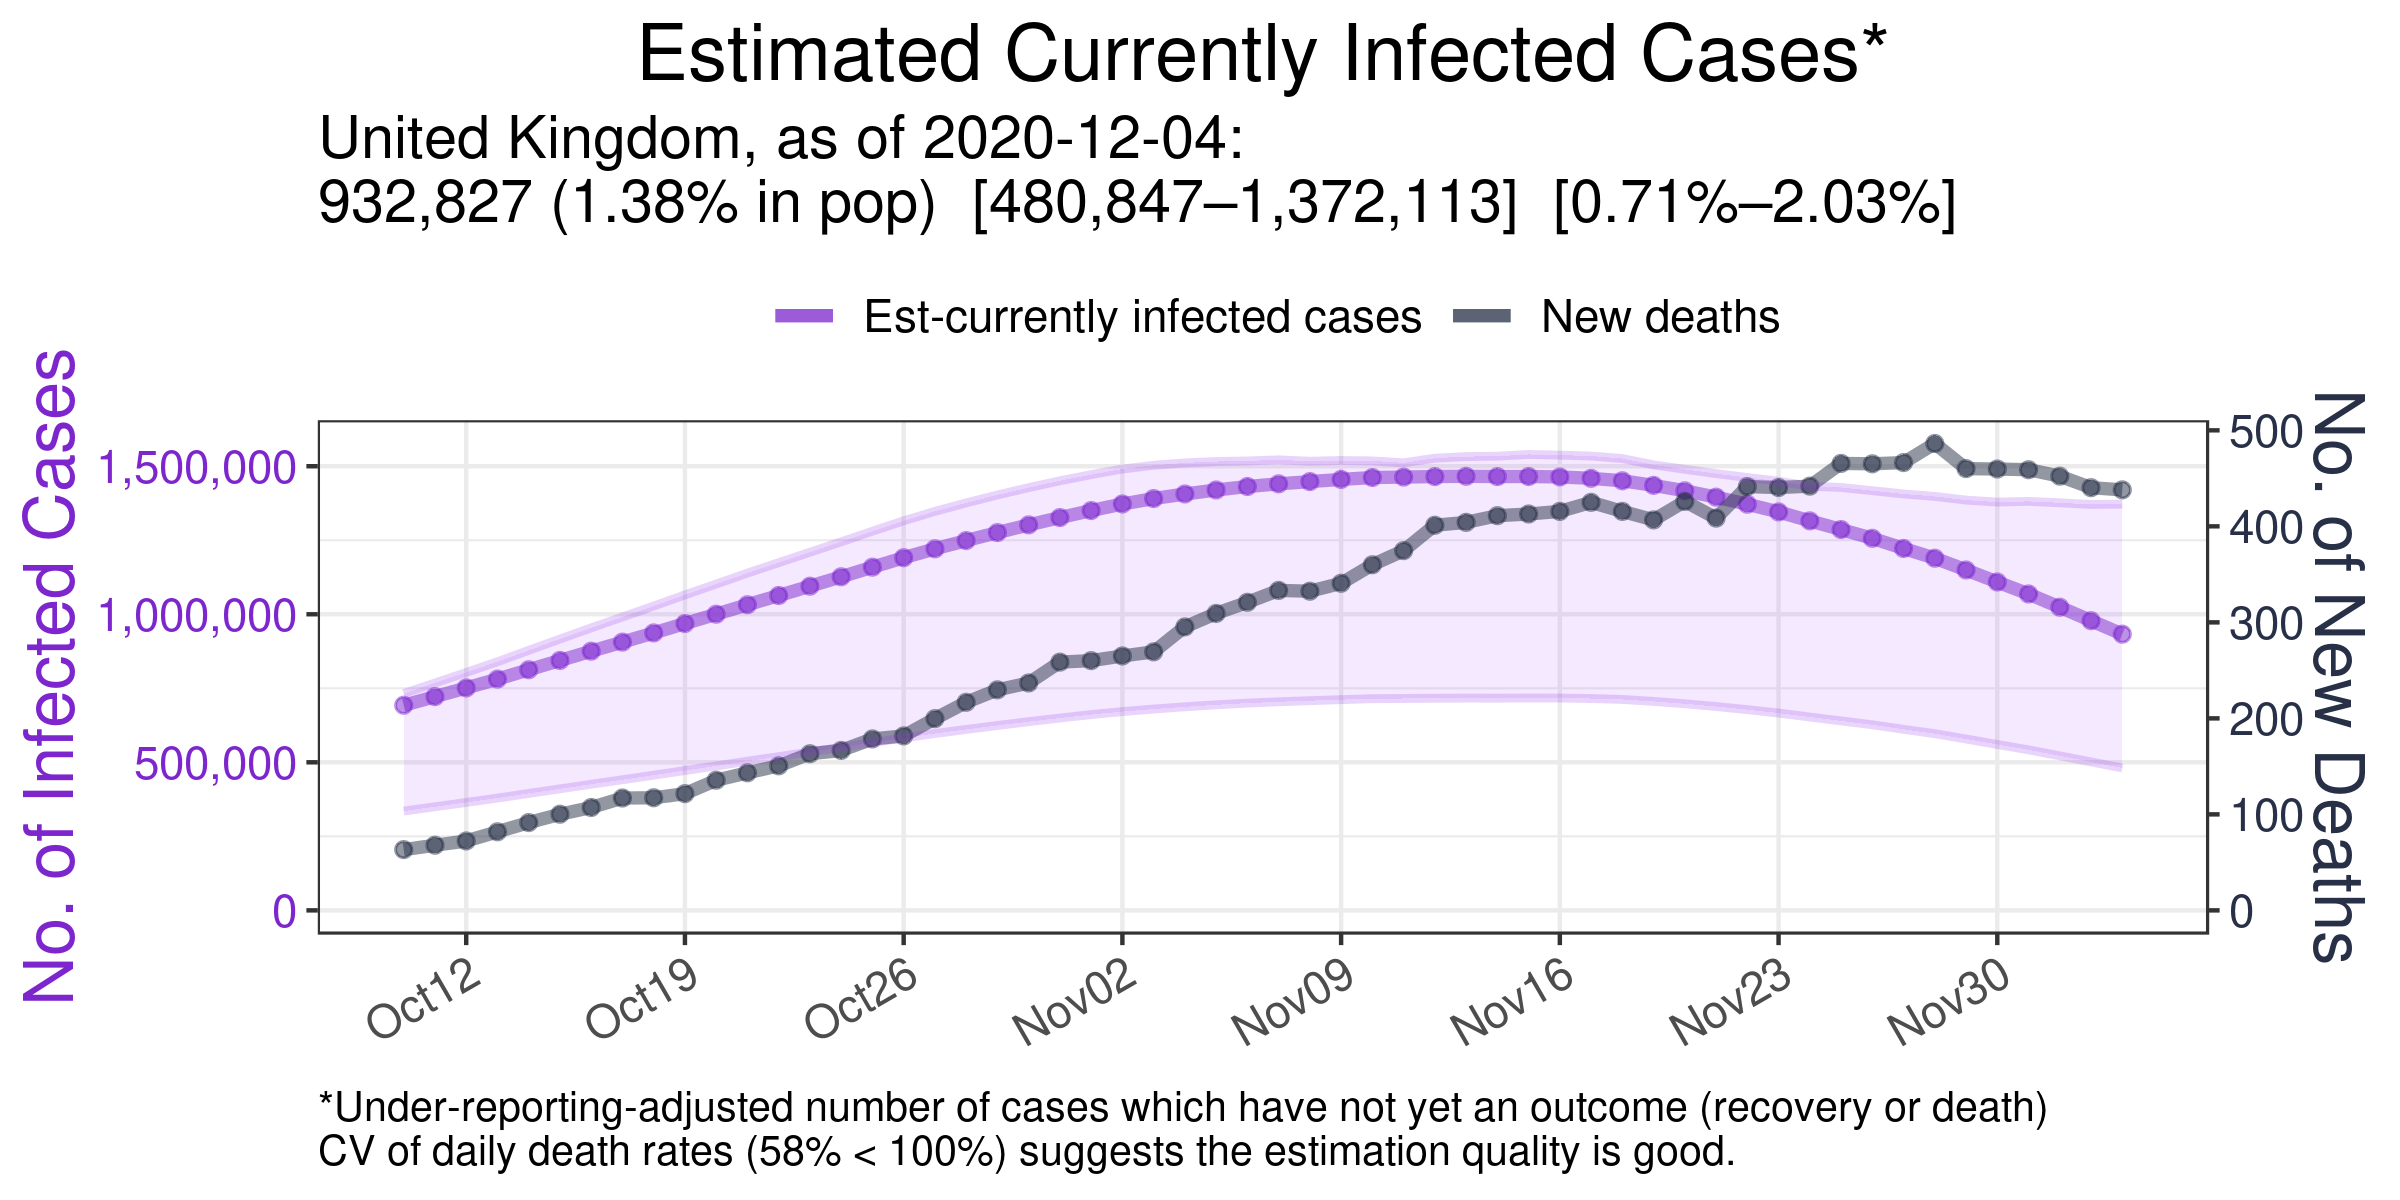 Estimated Currently Infected Cases*
United Kingdom, as of 2020-12-04:
932,827 (1.38% in pop)  [480,847–1,372,113]  [0.71%–2.03%]
Est-currently infected cases
New deaths
No. of Infected Cases
1,500,000
1,000,000
500,000
0
500
400
300
200
100
0
No. of New Deaths
Oct12
Oct19
Oct26
Nov02
Nov09
Nov16
Nov23
Nov30
*Under-reporting-adjusted number of cases which have not yet an outcome (recovery or death)
CV of daily death rates (58% < 100%) suggests the estimation quality is good.